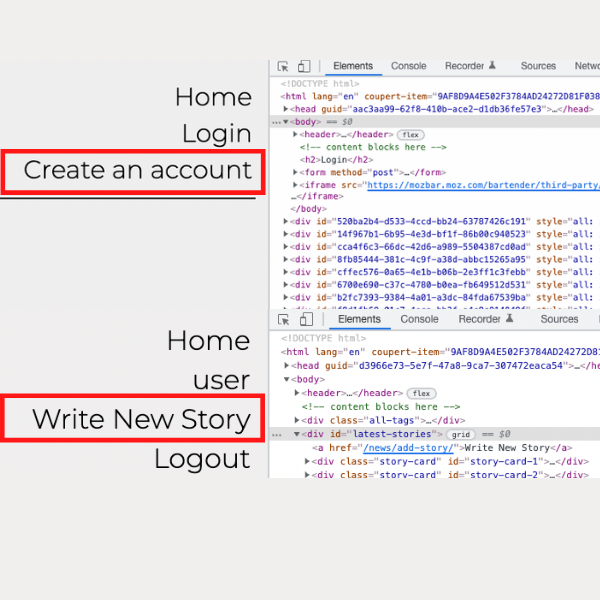 Home
Login
Create an account
Elements Console Recorder Sources Netwo
<!DOCTYPE html>
<html lang="en" coupert-item="9AF8D9A4E502F3784AD24272D81F038
<head guid="aac3aa99-62f8-410b-ace2-d1db36fe57e3">…</head>
<body> == $0
<header>…</header> flex
<!-- content blocks here -->
<h2>Login</h2>
<form method="post">…</form>
<iframe src="https://mozbar.moz.com/bartender/third-party/
…</iframe>
</body>
<div id="520ba2b4-d533-4ccd-bb24-63787426c191" style="all:
<div id="14f967b1-6b95-4e3d-bf1f-86b00c940523" style="all:
<div id="cca4f6c3-66dc-42d6-a989-5504387cd0ad" style="all:
<div id="8fb85444-381c-4c9f-a38d-abbc15265a95" style="all:
<div id="cffec576-0a65-4e1b-b06b-2e3ff1c3febb" style="all:
<div id="6700e690-c37c-4780-b0ea-fb649512d531" style="all:
<div id="b2fc7393-9384-4a01-a3dc-84fda67539ba" style="all:
Home
user
Write New Story
Logout
Elements Console Recorder Sources
<!DOCTYPE html>
<html lang="en" coupert-item="9AF8D9A4E502F3784AD24272D81
<head guid="d3966e73-5e7f-47a8-9ca7-307472eaca54">…</he
<body>
<header>…</header> flex
<!-- content blocks here -->
<div class="all-tags">…</div>
<div id="latest-stories"> grid == $0
<a href="/news/add-story/">Write New Story</a>
<div class="story-card" id="story-card-1">…</div>
<div class="story-card" id="story-card-2">…</div>